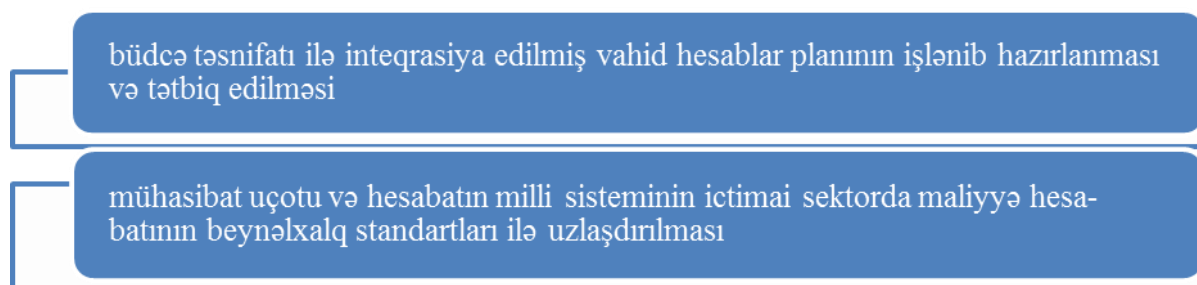 büdcə təsnifatı ilə inteqrasiya edilmiş vahid hesablar planının işlənib hazırlanması
və tətbiq edilməsi
mühasibat uçotu və hesabatın milli sisteminin ictimai sektorda maliyyə hesa-
batının beynəlxalq standartları ilə uzlaşdırılması